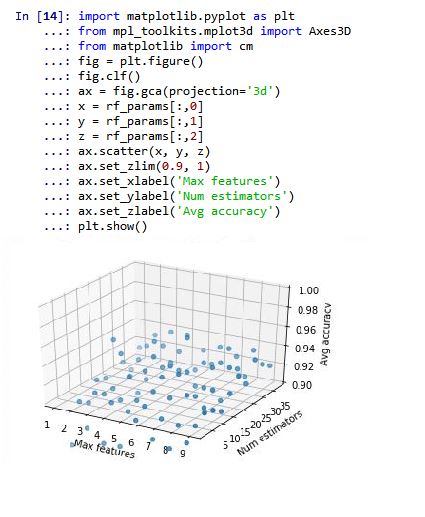 In [14]: import matplotlib.pyplot as plt
...: from mpl_toolkits.mplot3d import Axes3D
...: from matplotlib import cm
...: fig = plt.figure()
...: fig.clf()
...: ax = fig.gca(projection='3d')
...: x = rf_params[:,0]
...: y = rf_params[:,1]
...: z = rf_params[:,2]
...: ax.scatter(x, y, z)
...: ax.set_zlim(0.9, 1)
...: ax.set_xlabel('Max features')
...: ax.set_ylabel('Num estimators')
...: ax.set_zlabel('Avg accuracy')
...: plt.show()
1.00
0.98
0.96
0.94
0.92
0.90
Avg accuracy
1 2 3 4 5 6 7 8 9
Max features
5 10 15 20 25 30 35
Num estimators